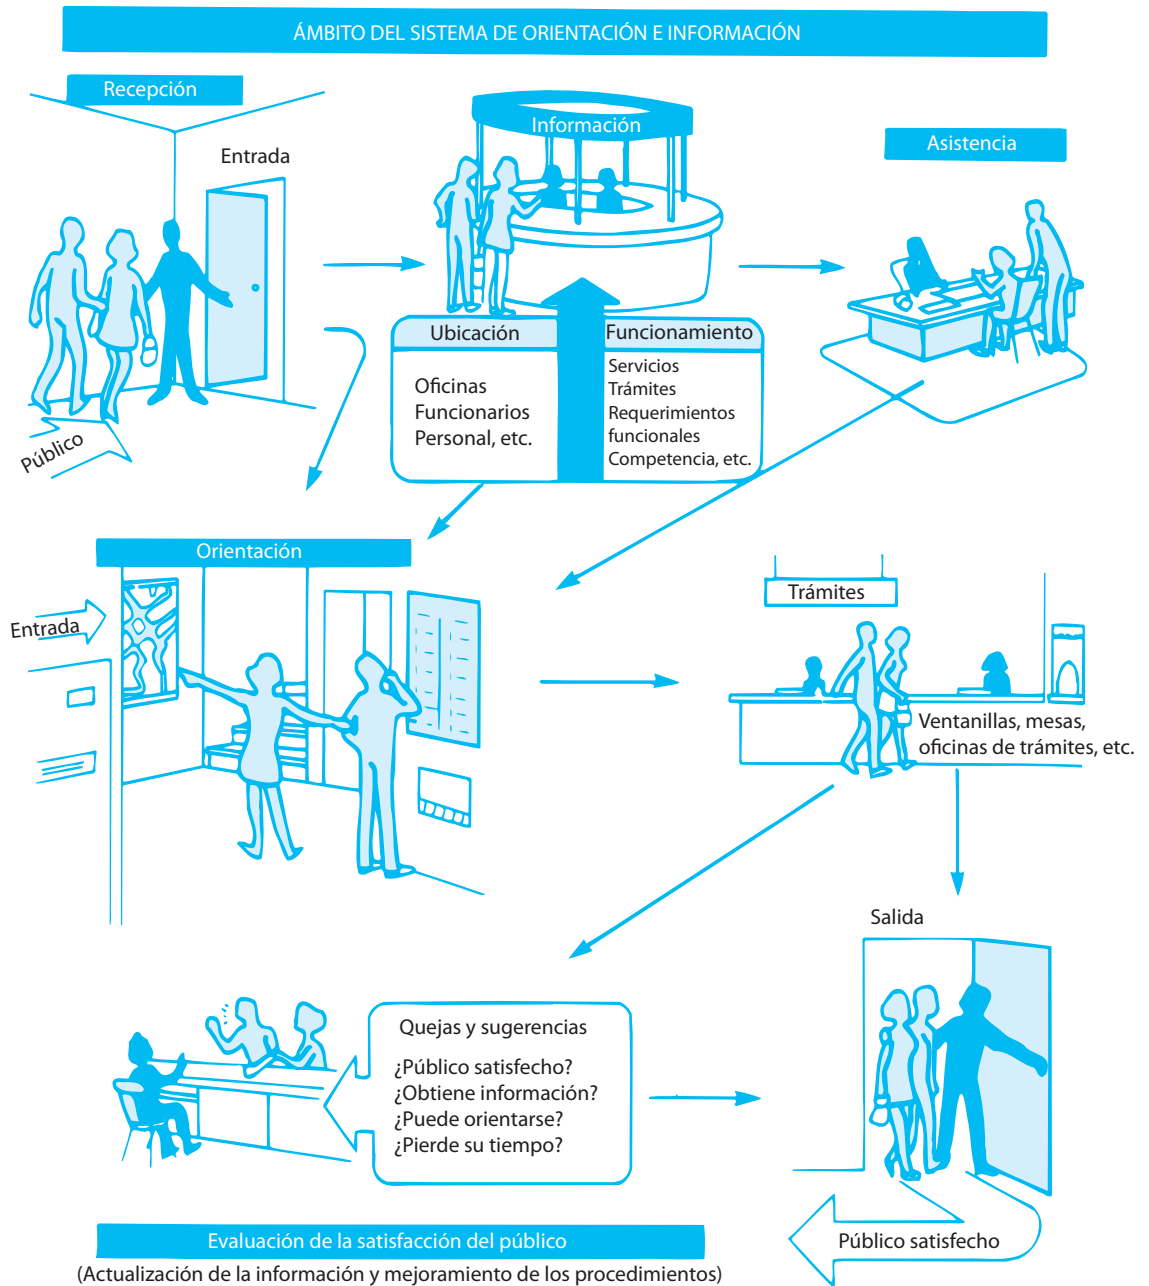 ÁMBITO DEL SISTEMA DE ORIENTACIÓN E INFORMACIÓN
Recepción
Entrada
Público
Información
Asistencia
Ubicación
Oficinas
Funcionarios
Personal, etc.
Funcionamiento
Servicios
Trámites
Requerimientos
funcionales
Competencia, etc.
Orientación
Entrada
Trámites
Ventanillas, mesas,
oficinas de trámites, etc.
Quejas y sugerencias
¿Público satisfecho?
¿Obtiene información?
¿Puede orientarse?
¿Pierde su tiempo?
Salida
Público satisfecho
Evaluación de la satisfacción del público
(Actualización de la información y mejoramiento de los procedimientos)